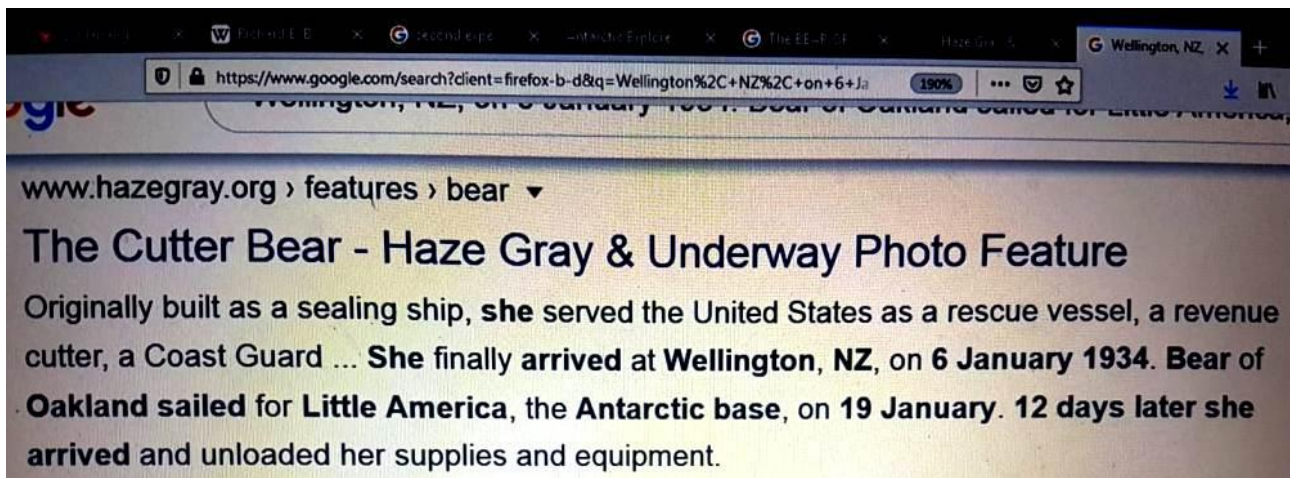 Wellington, NZ
https://www.google.com/search?client=firefox-b-d&q=Wellington%2C+NZ%2C+on+6+Ja
190%
www.hazegray.org › features › bear
The Cutter Bear - Haze Gray & Underway Photo Feature
Originally built as a sealing ship, she served the United States as a rescue vessel, a revenue
cutter, a Coast Guard ... She finally arrived at Wellington, NZ, on 6 January 1934. Bear of
Oakland sailed for Little America, the Antarctic base, on 19 January. 12 days later she
arrived and unloaded her supplies and equipment.